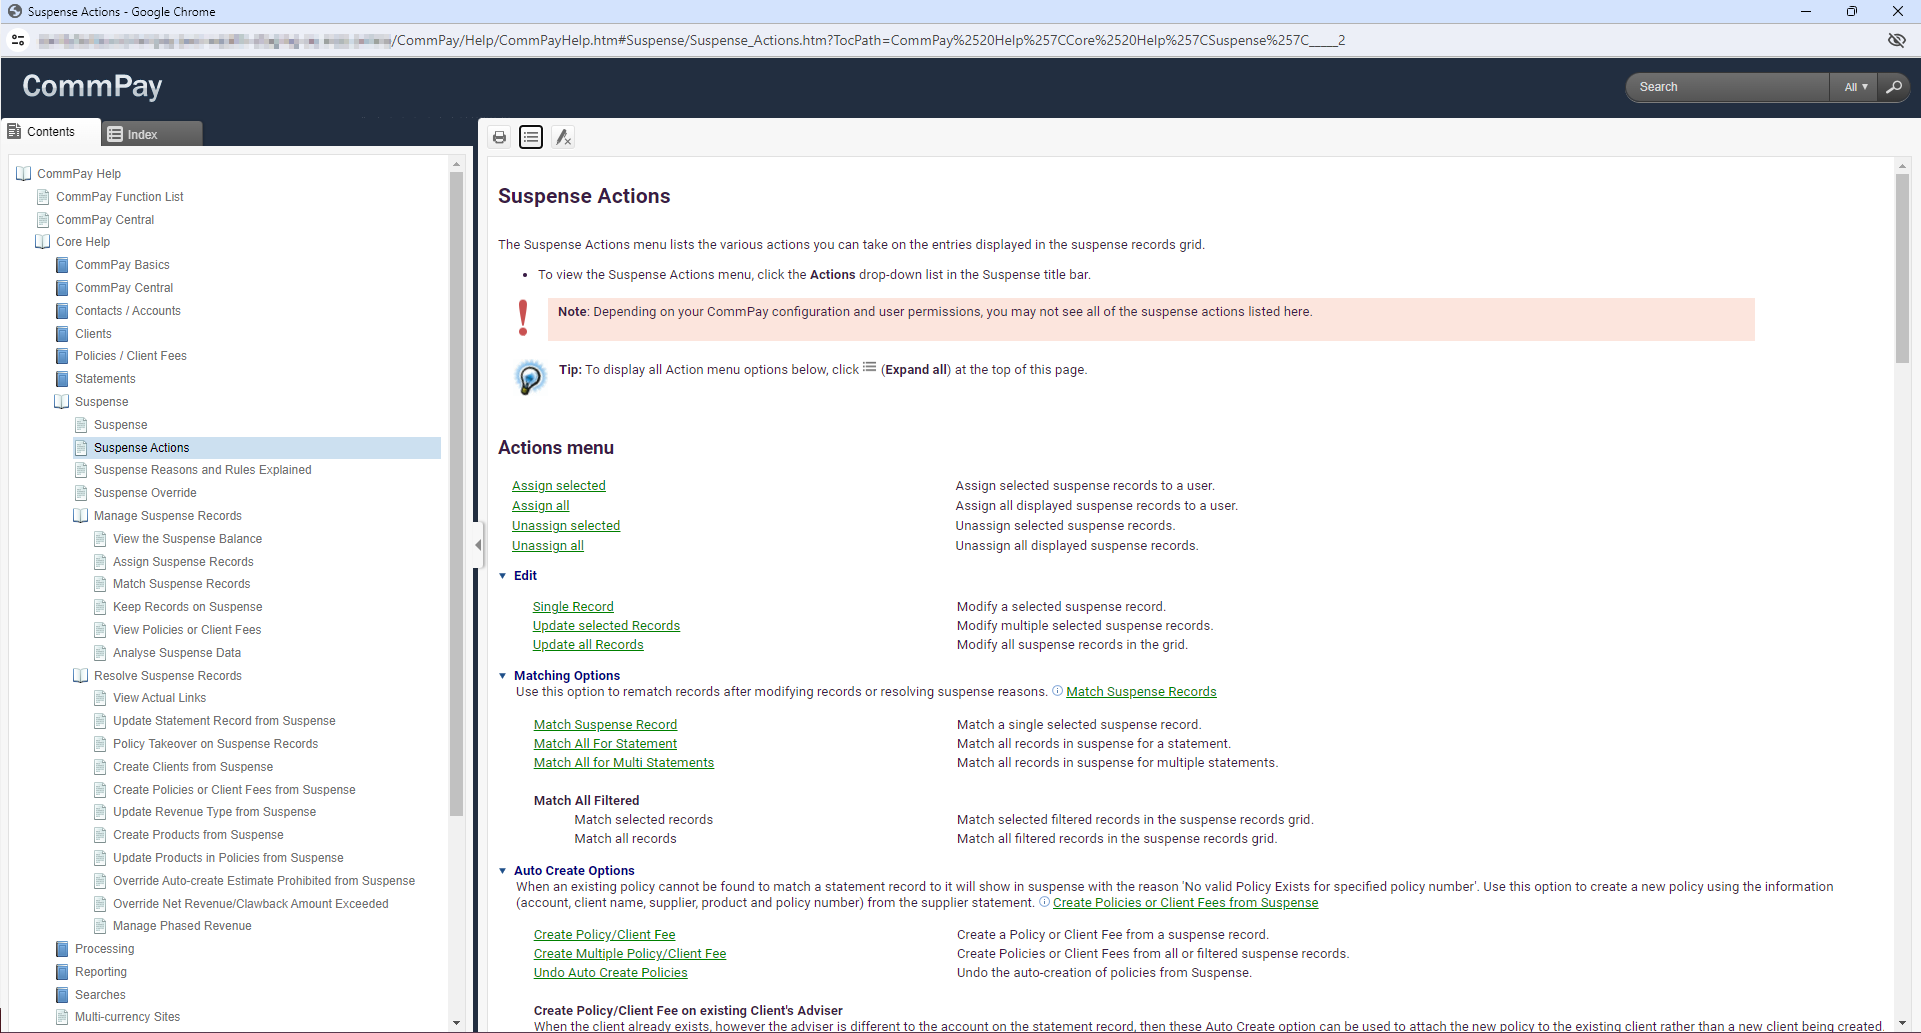 Suspense Actions - Google Chrome
/CommPay/Help/CommPayHelp.htm#Suspense/Suspense_Actions.htm?TocPath=CommPay%2520Help%257CCore%2520Help%257CSuspense%257C_____2
CommPay
Search
All ▼
Contents
Index
CommPay Help
CommPay Function List
CommPay Central
Core Help
CommPay Basics
CommPay Central
Contacts / Accounts
Clients
Policies / Client Fees
Statements
Suspense
Suspense
Suspense Actions
Suspense Reasons and Rules Explained
Suspense Override
Manage Suspense Records
View the Suspense Balance
Assign Suspense Records
Match Suspense Records
Keep Records on Suspense
View Policies or Client Fees
Analyse Suspense Data
Resolve Suspense Records
View Actual Links
Update Statement Record from Suspense
Policy Takeover on Suspense Records
Create Clients from Suspense
Create Policies or Client Fees from Suspense
Update Revenue Type from Suspense
Create Products from Suspense
Update Products in Policies from Suspense
Override Auto-create Estimate Prohibited from Suspense
Override Net Revenue/Clawback Amount Exceeded
Manage Phased Revenue
Processing
Reporting
Searches
Multi-currency Sites
Suspense Actions
The Suspense Actions menu lists the various actions you can take on the entries displayed in the suspense records grid.
• To view the Suspense Actions menu, click the Actions drop-down list in the Suspense title bar.
Note: Depending on your CommPay configuration and user permissions, you may not see all of the suspense actions listed here.
Tip: To display all Action menu options below, click (Expand all) at the top of this page.
Actions menu
Assign selected Assign selected suspense records to a user.
Assign all Assign all displayed suspense records to a user.
Unassign selected Unassign selected suspense records.
Unassign all Unassign all displayed suspense records.
Edit
Single Record Modify a selected suspense record.
Update selected Records Modify multiple selected suspense records.
Update all Records Modify all suspense records in the grid.
Matching Options
Use this option to rematch records after modifying records or resolving suspense reasons. Match Suspense Records
Match Suspense Record Match a single selected suspense record.
Match All For Statement Match all records in suspense for a statement.
Match All for Multi Statements Match all records in suspense for multiple statements.
Match All Filtered
Match selected records Match selected filtered records in the suspense records grid.
Match all records Match all filtered records in the suspense records grid.
Auto Create Options
When an existing policy cannot be found to match a statement record to it will show in suspense with the reason 'No valid Policy Exists for specified policy number'. Use this option to create a new policy using the information
(account, client name, supplier, product and policy number) from the supplier statement. Create Policies or Client Fees from Suspense
Create Policy/Client Fee Create a Policy or Client Fee from a suspense record.
Create Multiple Policy/Client Fee Create Policies or Client Fees from all or filtered suspense records.
Undo Auto Create Policies Undo the auto-creation of policies from Suspense.
Create Policy/Client Fee on existing Client's Adviser
When the client already exists, however the adviser is different to the account on the statement record, then these Auto Create option can be used to attach the new policy to the existing client rather than a new client being created.